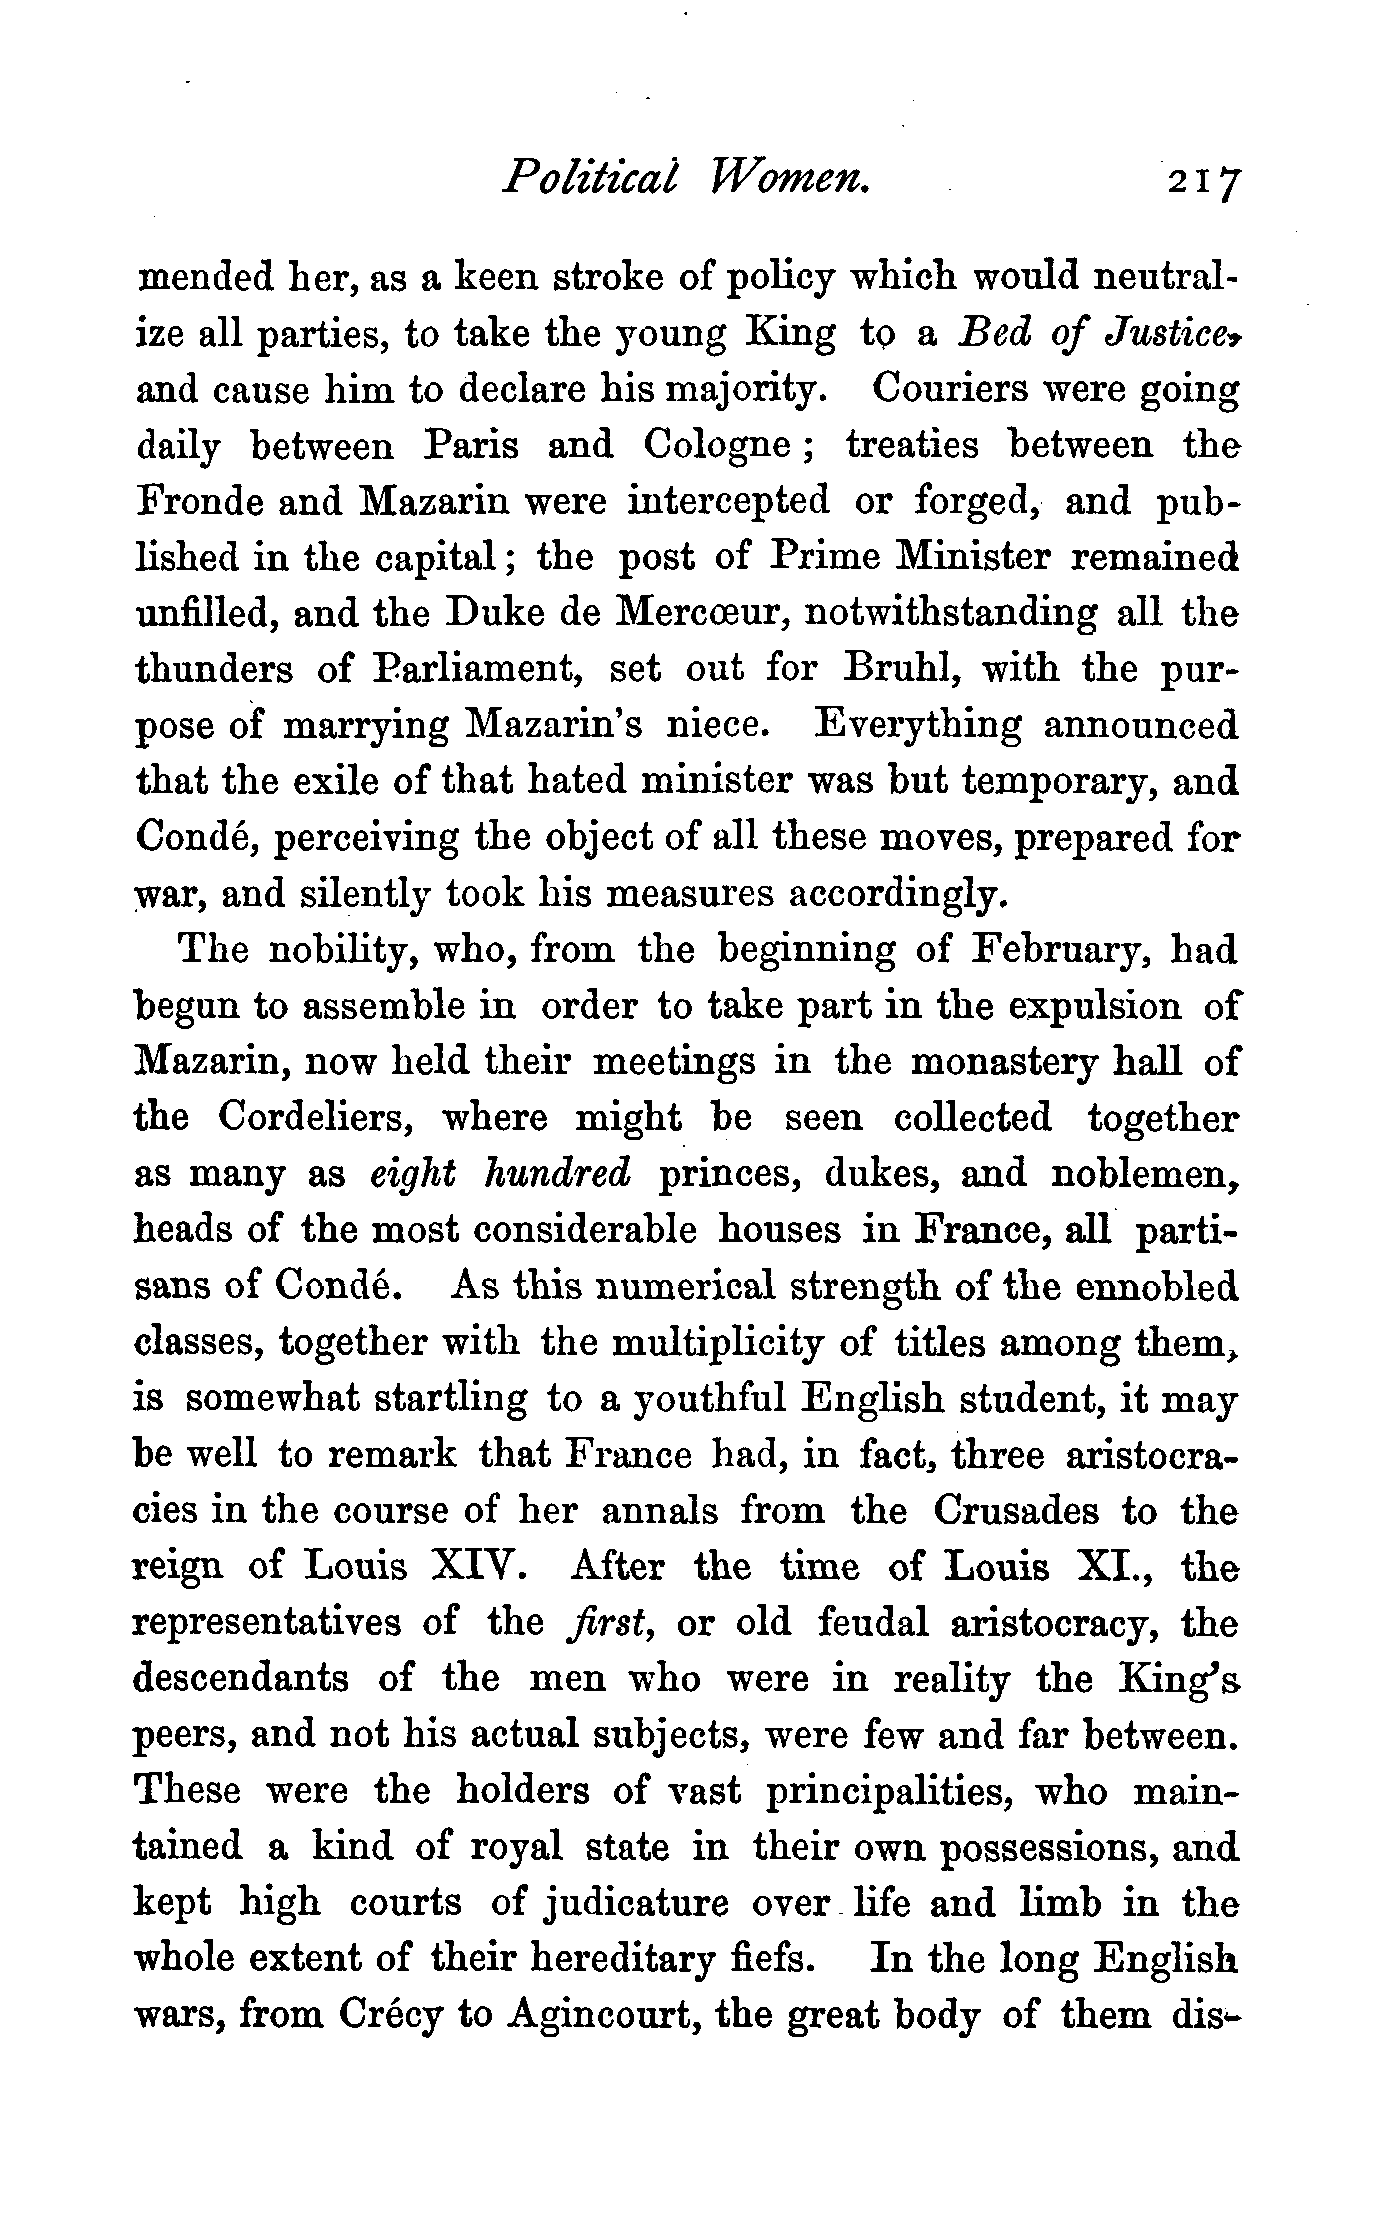 Political Women. 217
mended her, as a keen stroke of policy which would neutral-
ize all parties, to take the young King to a Bed of Justice,
and cause him to declare his majority. Couriers were going
daily between Paris and Cologne ; treaties between the
Fronde and Mazarin were intercepted or forged, and pub-
lished in the capital ; the post of Prime Minister remained
unfilled, and the Duke de Mercœur, notwithstanding all the
thunders of Parliament, set out for Bruhl, with the pur-
pose of marrying Mazarin's niece. Everything announced
that the exile of that hated minister was but temporary, and
Condé, perceiving the object of all these moves, prepared for
war, and silently took his measures accordingly.
The nobility, who, from the beginning of February, had
begun to assemble in order to take part in the expulsion of
Mazarin, now held their meetings in the monastery hall of
the Cordeliers, where might be seen collected together
as many as eight hundred princes, dukes, and noblemen,
heads of the most considerable houses in France, all parti-
sans of Condé. As this numerical strength of the ennobled
classes, together with the multiplicity of titles among them,
is somewhat startling to a youthful English student, it may
be well to remark that France had, in fact, three aristocra-
cies in the course of her annals from the Crusades to the
reign of Louis XIV. After the time of Louis XI., the
representatives of the first, or old feudal aristocracy, the
descendants of the men who were in reality the King's
peers, and not his actual subjects, were few and far between.
These were the holders of vast principalities, who main-
tained a kind of royal state in their own possessions, and
kept high courts of judicature over life and limb in the
whole extent of their hereditary fiefs. In the long English
wars, from Crécy to Agincourt, the great body of them dis-